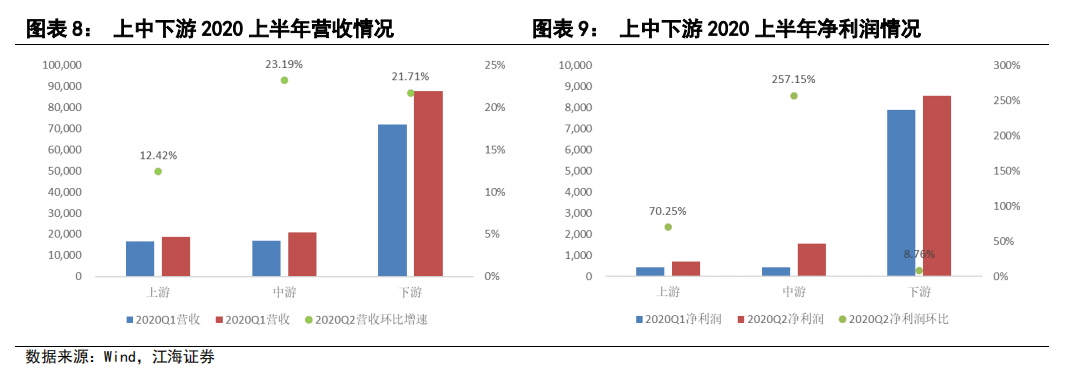 图表 8： 上中下游 2020 上半年营收情况
100,000
90,000
80,000
70,000
60,000
50,000
40,000
30,000
20,000
10,000
0
25%
20%
15%
10%
5%
0%
12.42%
23.19%
21.71%
上游
中游
下游
2020Q1营收
2020Q1营收
2020Q2营收环比增速
图表 9： 上中下游 2020 上半年净利润情况
10,000
9,000
8,000
7,000
6,000
5,000
4,000
3,000
2,000
1,000
0
300%
250%
200%
150%
100%
50%
0%
70.25%
257.15%
8.76%
上游
中游
下游
2020Q1净利润
2020Q2净利润
2020Q2净利润环比
数据来源：Wind，江海证券